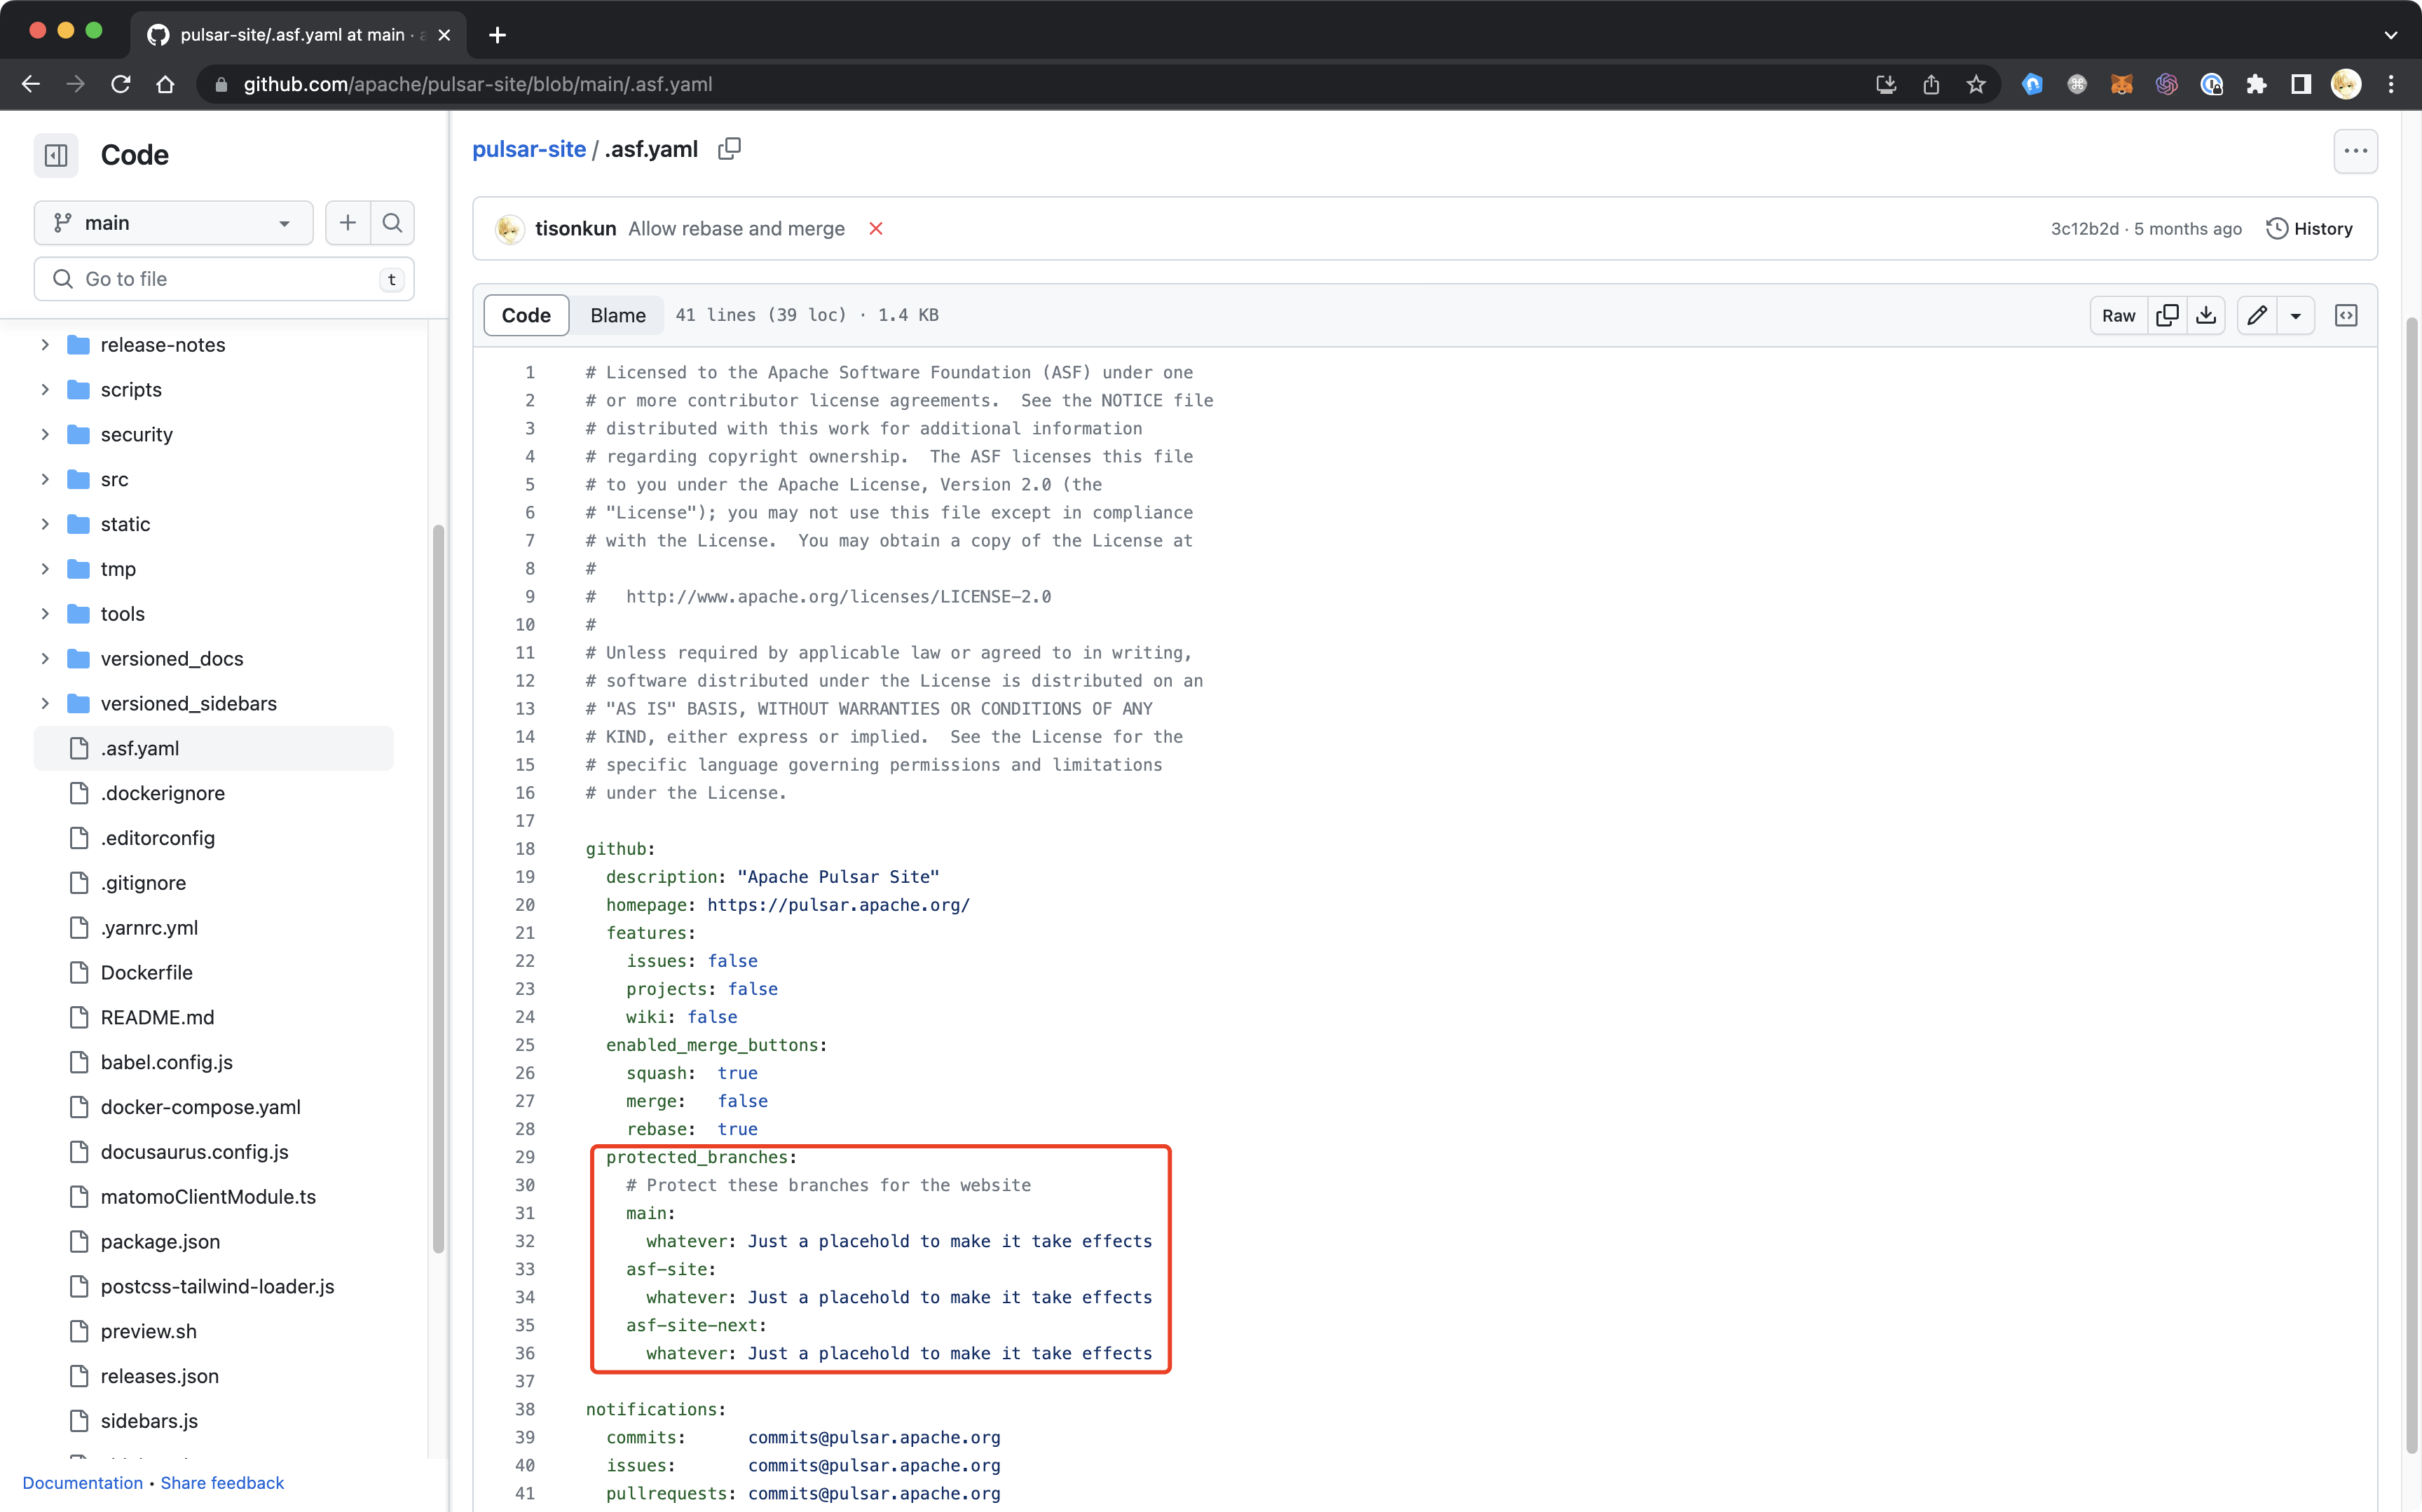 pulsar-site/.asf.yaml at main ·
github.com/apache/pulsar-site/blob/main/.asf.yaml
Code
main
Go to file
t
release-notes
scripts
security
src
static
tmp
tools
versioned_docs
versioned_sidebars
.asf.yaml
.dockerignore
.editorconfig
.gitignore
.yarnrc.yml
Dockerfile
README.md
babel.config.js
docker-compose.yaml
docusaurus.config.js
matomoClientModule.ts
package.json
postcss-tailwind-loader.js
preview.sh
releases.json
sidebars.js
Documentation • Share feedback
pulsar-site / .asf.yaml
tisonkun Allow rebase and merge
3c12b2d · 5 months ago History
Code Blame 41 lines (39 loc) · 1.4 KB
Raw
1 # Licensed to the Apache Software Foundation (ASF) under one
2 # or more contributor license agreements.  See the NOTICE file
3 # distributed with this work for additional information
4 # regarding copyright ownership.  The ASF licenses this file
5 # to you under the Apache License, Version 2.0 (the
6 # "License"); you may not use this file except in compliance
7 # with the License.  You may obtain a copy of the License at
8 #
9 #   http://www.apache.org/licenses/LICENSE-2.0
10 #
11 # Unless required by applicable law or agreed to in writing,
12 # software distributed under the License is distributed on an
13 # "AS IS" BASIS, WITHOUT WARRANTIES OR CONDITIONS OF ANY
14 # KIND, either express or implied.  See the License for the
15 # specific language governing permissions and limitations
16 # under the License.
17
18 github:
19   description: "Apache Pulsar Site"
20   homepage: https://pulsar.apache.org/
21   features:
22     issues: false
23     projects: false
24     wiki: false
25   enabled_merge_buttons:
26     squash:  true
27     merge:   false
28     rebase:  true
29   protected_branches:
30     # Protect these branches for the website
31     main:
32       whatever: Just a placehold to make it take effects
33     asf-site:
34       whatever: Just a placehold to make it take effects
35     asf-site-next:
36       whatever: Just a placehold to make it take effects
37
38 notifications:
39   commits:      commits@pulsar.apache.org
40   issues:       commits@pulsar.apache.org
41   pullrequests: commits@pulsar.apache.org